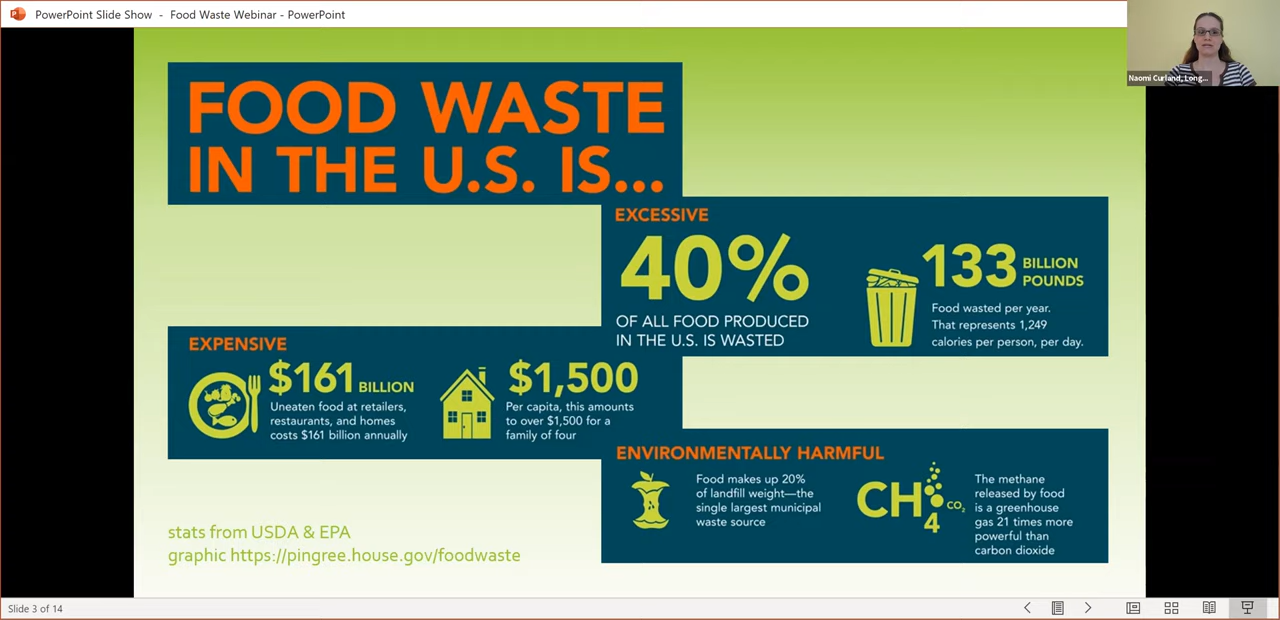 PowerPoint Slide Show - Food Waste Webinar - PowerPoint
Naomi Curland, Long...
FOOD WASTE
IN THE U.S. IS...
EXCESSIVE
40%
OF ALL FOOD PRODUCED
IN THE U.S. IS WASTED
133 BILLION
POUNDS
Food wasted per year.
That represents 1,249
calories per person, per day.
EXPENSIVE
$161 BILLION
Uneaten food at retailers,
restaurants, and homes
costs $161 billion annually
$1,500
Per capita, this amounts
to over $1,500 for a
family of four
ENVIRONMENTALLY HARMFUL
Food makes up 20%
of landfill weight—the
single largest municipal
waste source
CH4
CO2
The methane
released by food
is a greenhouse
gas 21 times more
powerful than
carbon dioxide
stats from USDA & EPA
graphic https://pingree.house.gov/foodwaste
Slide 3 of 14